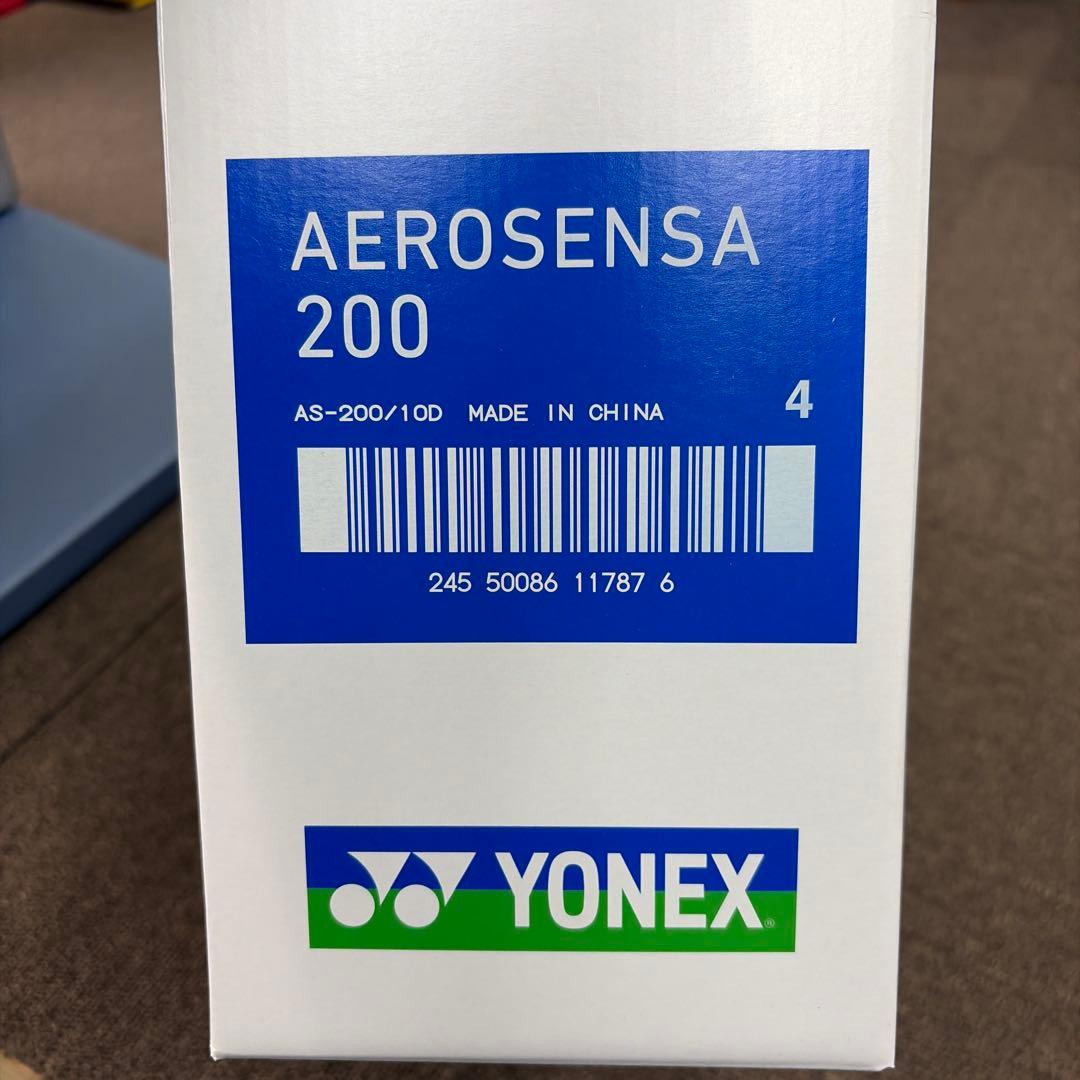 AEROSENSA
200
AS-200/10D MADE IN CHINA
4
245 50086 11787 6
YONEX®